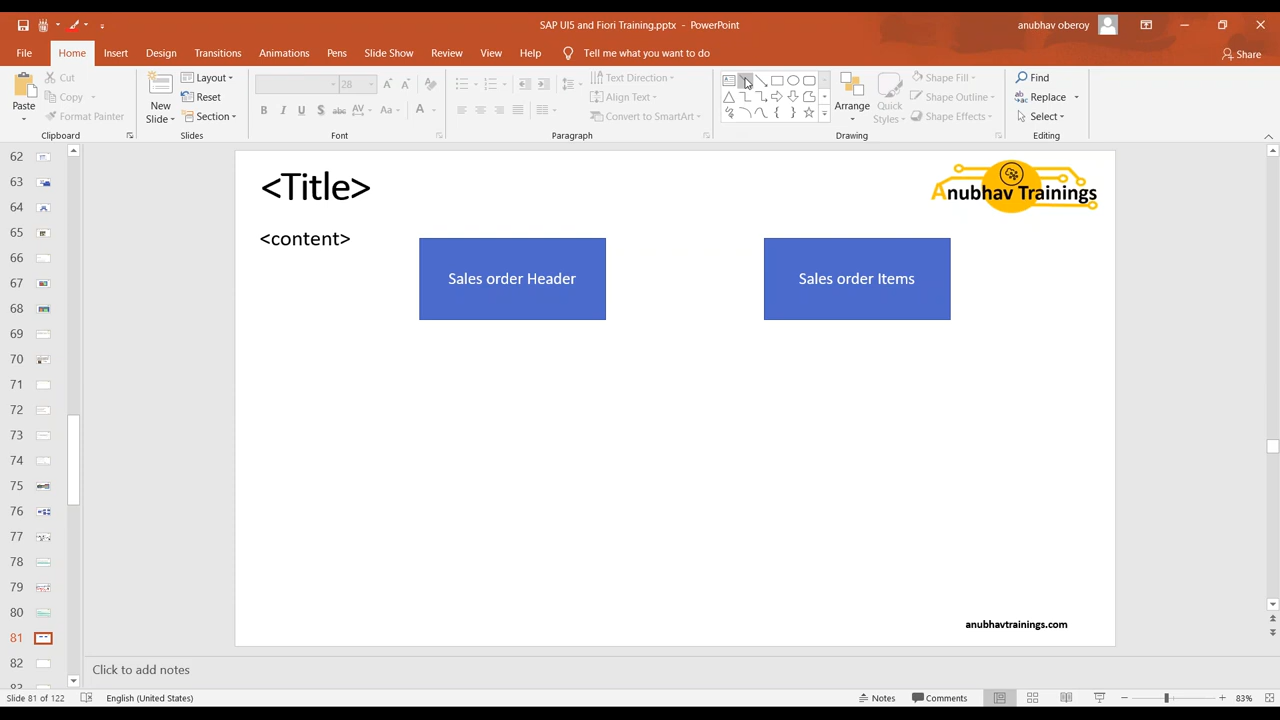 SAP UI5 and Fiori Training.pptx - PowerPoint
anubhav oberoy
File Home Insert Draw Design Transitions Animations Pens Slide Show Review View Help Tell me what you want to do
Share
Paste
Cut
Copy
Format Painter
Clipboard
New
Slide
Layout
Reset
Section
Slides
28
B I U S ab AV Aa A
Font
Text Direction
Align Text
Convert to SmartArt
Paragraph
Arrange
Quick
Styles
Shape Fill
Shape Outline
Shape Effects
Drawing
Find
Replace
Select
Editing
62
63
64
65
66
67
68
69
70
71
72
73
74
75
76
77
78
79
80
81
82
<Title>
Anubhav Trainings
<content>
Sales order Header
Sales order Items
anubhavtrainings.com
Click to add notes
Slide 81 of 122
English (United States)
Notes
Comments
83%